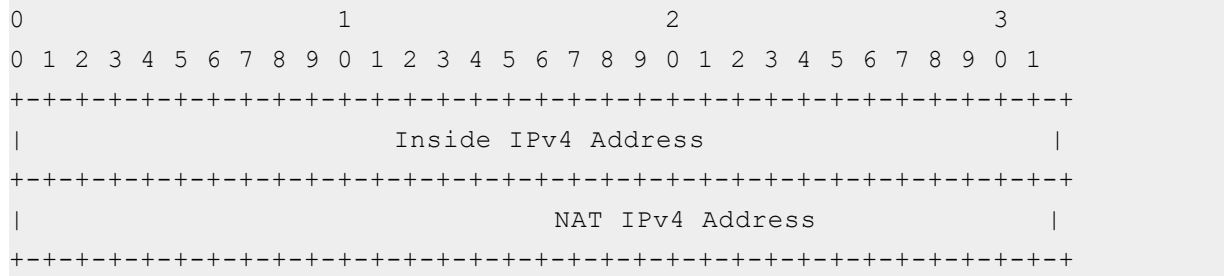 0                   1                   2                   3
0 1 2 3 4 5 6 7 8 9 0 1 2 3 4 5 6 7 8 9 0 1 2 3 4 5 6 7 8 9 0 1
+-+-+-+-+-+-+-+-+-+-+-+-+-+-+-+-+-+-+-+-+-+-+-+-+-+-+-+-+-+-+-+-+
|                       Inside IPv4 Address                     |
+-+-+-+-+-+-+-+-+-+-+-+-+-+-+-+-+-+-+-+-+-+-+-+-+-+-+-+-+-+-+-+-+
|                                 NAT IPv4 Address              |
+-+-+-+-+-+-+-+-+-+-+-+-+-+-+-+-+-+-+-+-+-+-+-+-+-+-+-+-+-+-+-+-+